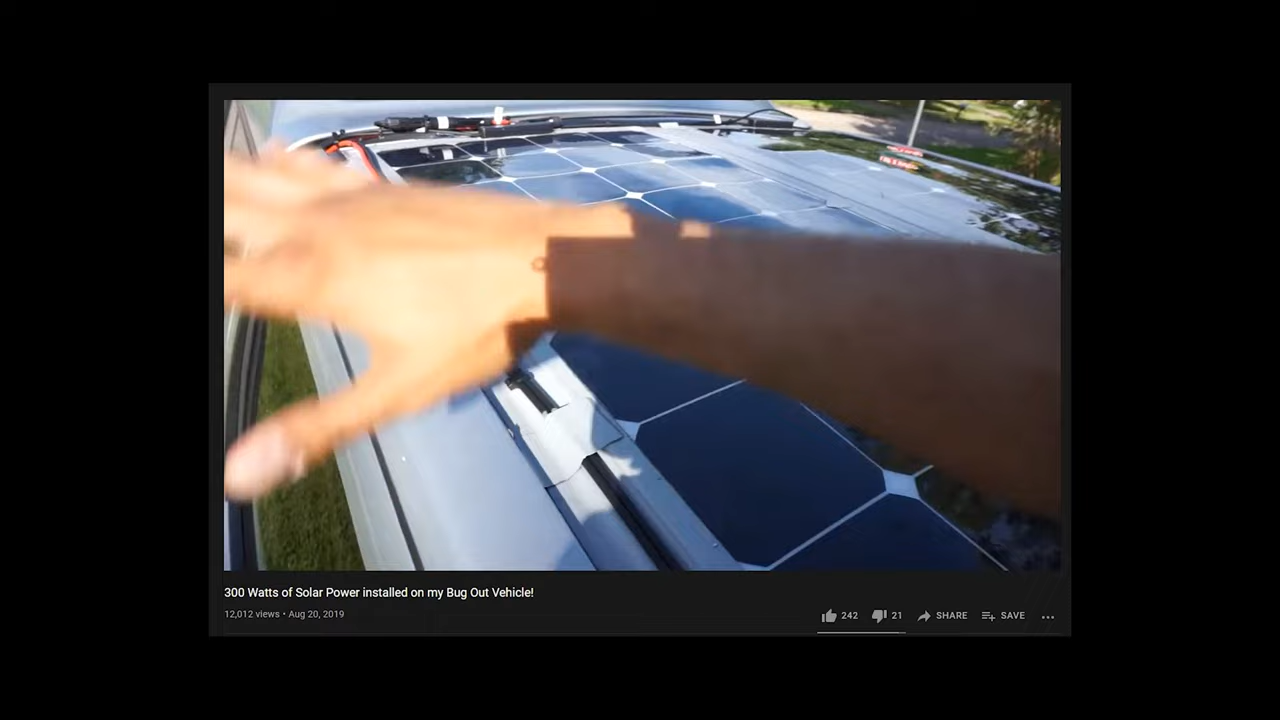 300 Watts of Solar Power installed on my Bug Out Vehicle!
12,012 views • Aug 20, 2019
242 21 SHARE SAVE